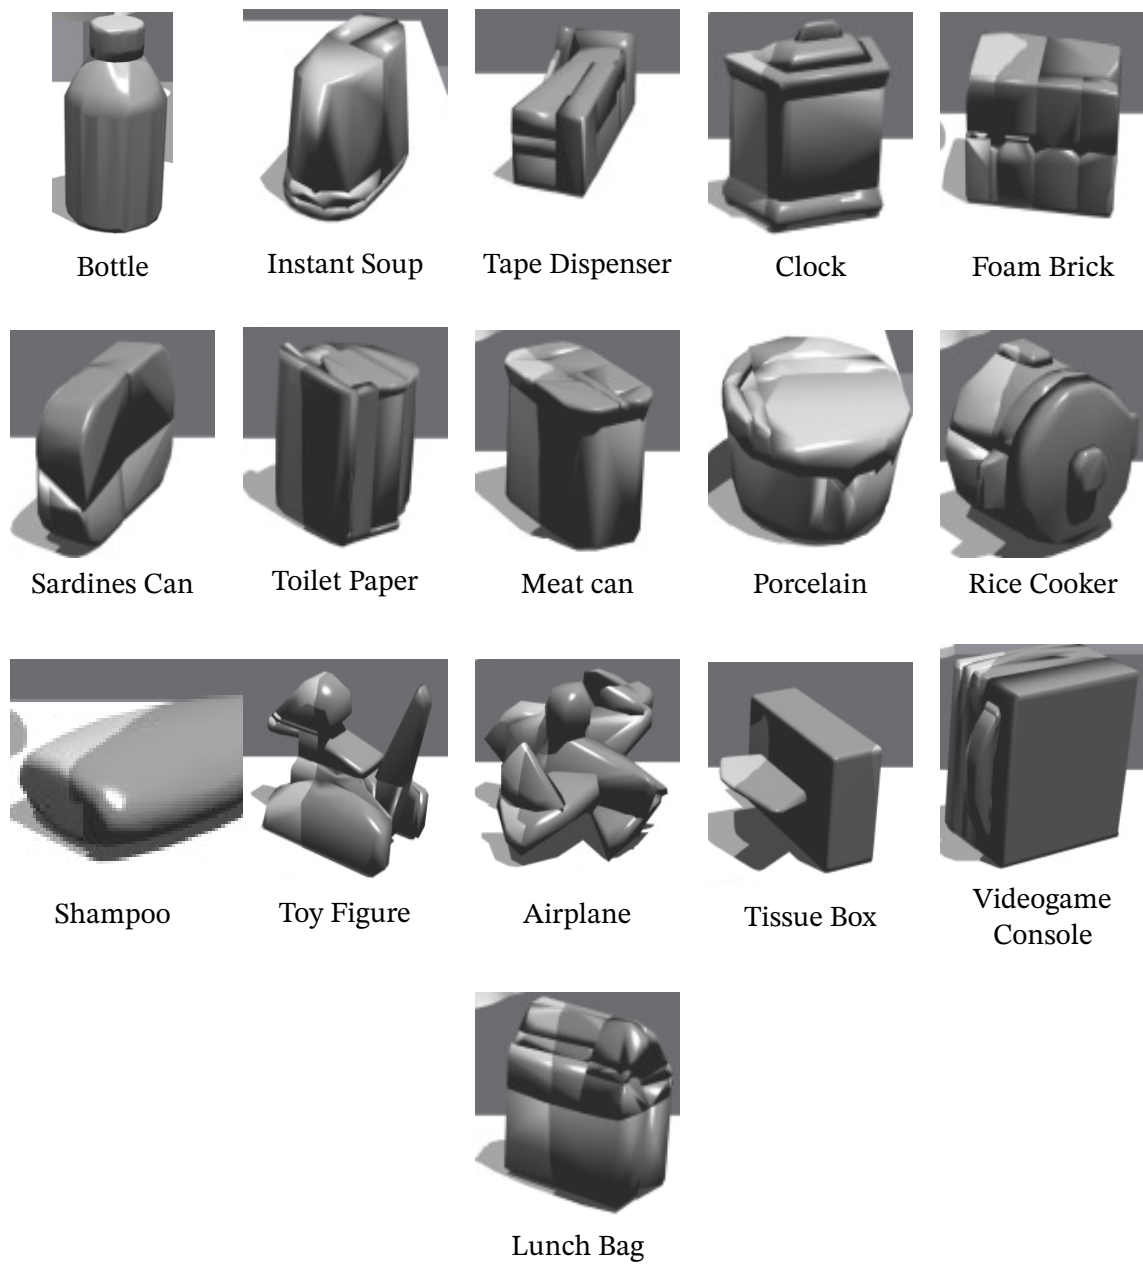 Bottle
Instant Soup
Tape Dispenser
Clock
Foam Brick
Sardines Can
Toilet Paper
Meat can
Porcelain
Rice Cooker
Shampoo
Toy Figure
Airplane
Tissue Box
Videogame
Console
Lunch Bag